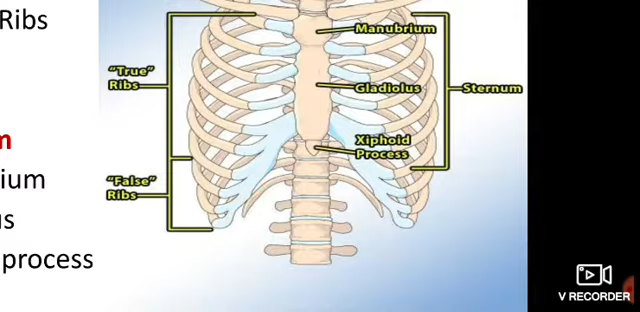 Ribs
Manubrium
"True"
Ribs
Gladiolus
Sternum
m
Xiphoid
Process
ium
"False"
Ribs
us
process
V RECORDER